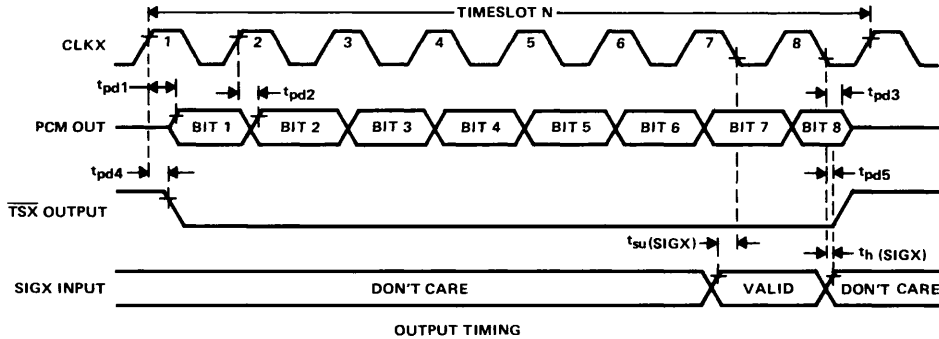 TIMESLOT N
CLKX 1 2 3 4 5 6 7 8
tpd1 tpd2 tpd3
PCM OUT BIT 1 BIT 2 BIT 3 BIT 4 BIT 5 BIT 6 BIT 7 BIT 8
tpd4 tpd5
TSX OUTPUT
tsu(SIGX) th (SIGX)
SIGX INPUT DON'T CARE VALID DON'T CARE
OUTPUT TIMING